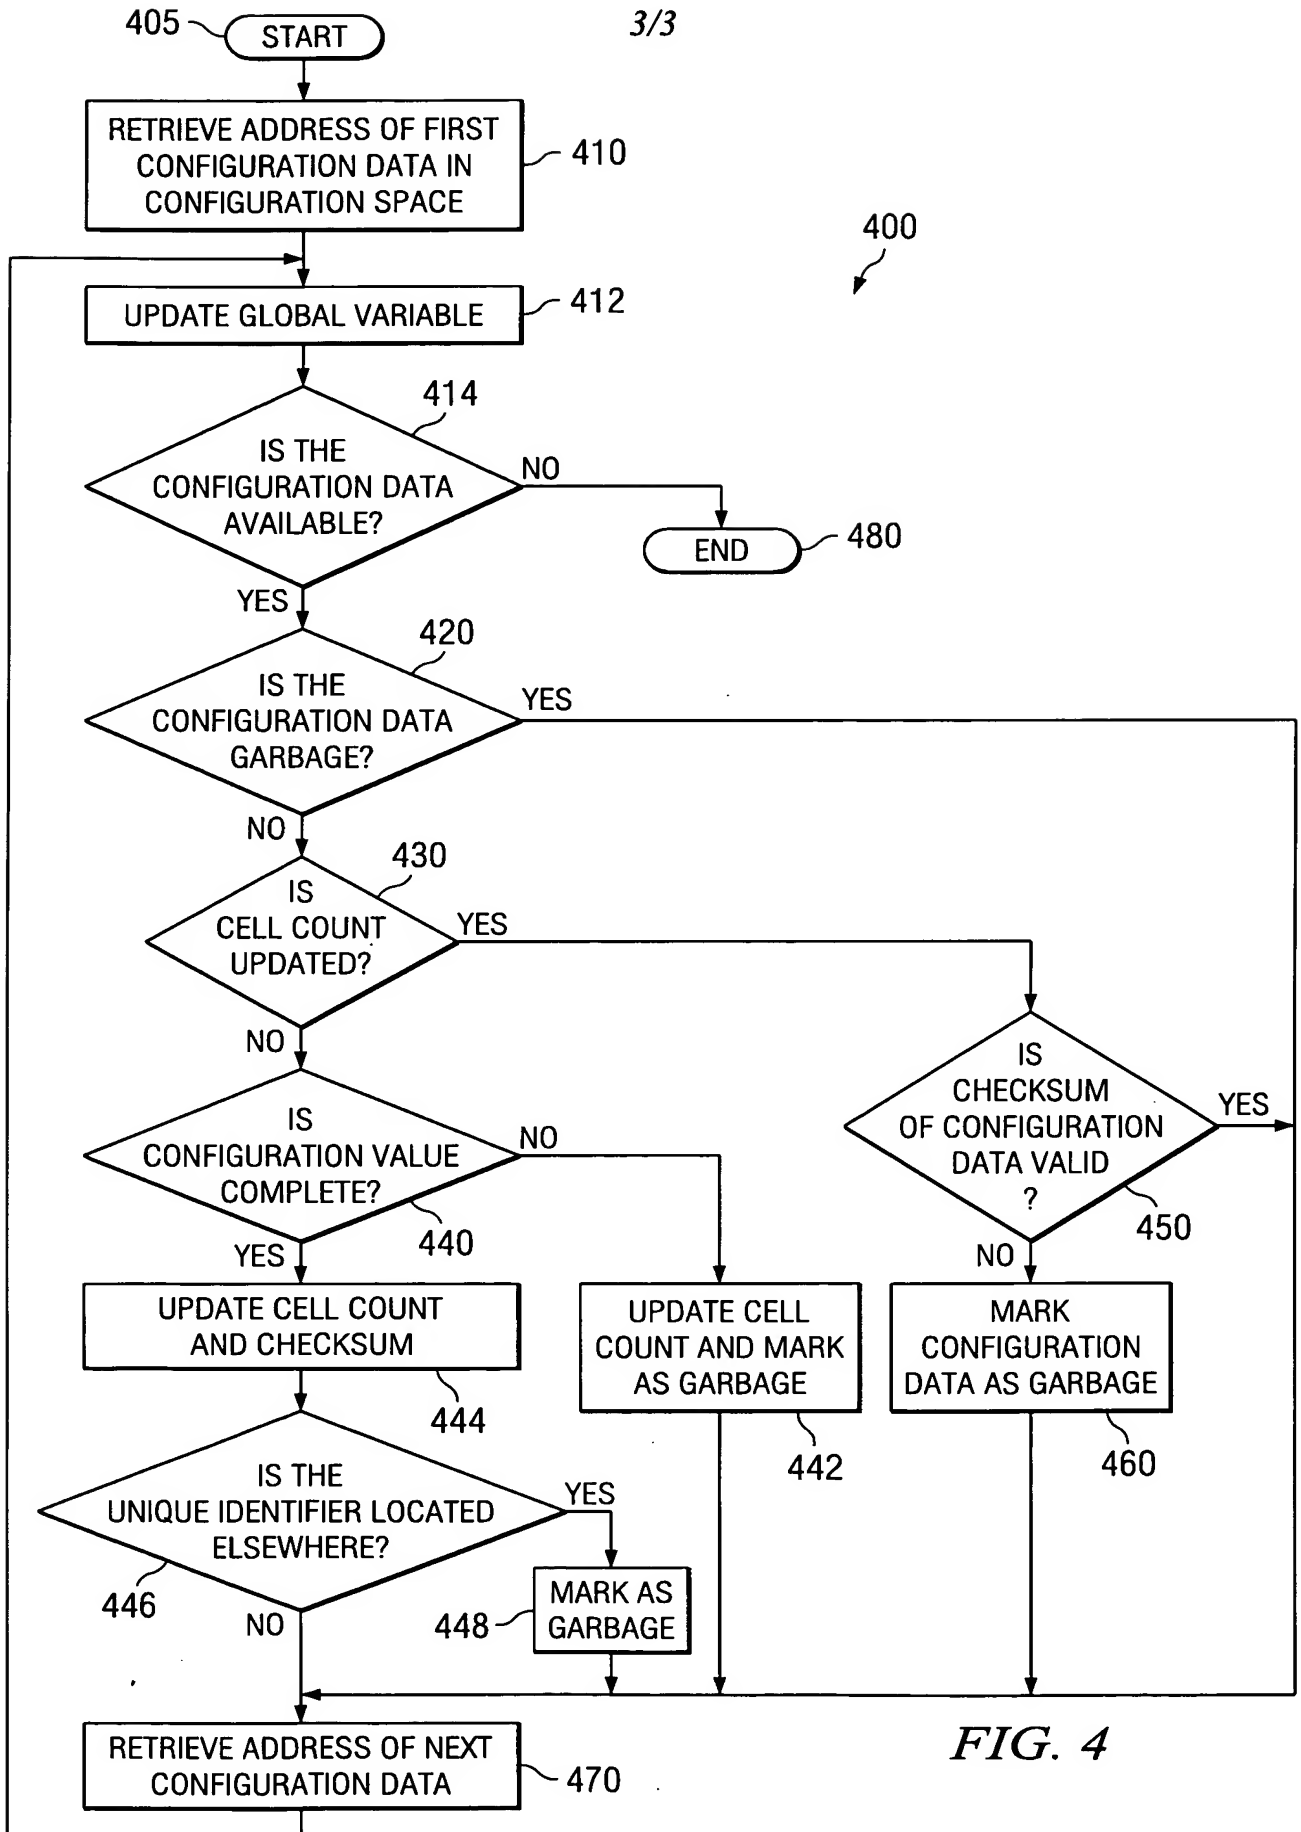 3/3
405
START
RETRIEVE ADDRESS OF FIRST
CONFIGURATION DATA IN
CONFIGURATION SPACE
410
400
UPDATE GLOBAL VARIABLE
412
414
IS THE
CONFIGURATION DATA
AVAILABLE?
NO
END
480
YES
420
IS THE
CONFIGURATION DATA
GARBAGE?
YES
NO
430
IS
CELL COUNT
UPDATED?
YES
NO
IS
CHECKSUM
OF CONFIGURATION
DATA VALID
?
YES
450
NO
IS
CONFIGURATION VALUE
COMPLETE?
NO
440
YES
UPDATE CELL COUNT
AND CHECKSUM
444
UPDATE CELL
COUNT AND MARK
AS GARBAGE
442
MARK
CONFIGURATION
DATA AS GARBAGE
460
IS THE
UNIQUE IDENTIFIER LOCATED
ELSEWHERE?
YES
446
NO
448
MARK AS
GARBAGE
RETRIEVE ADDRESS OF NEXT
CONFIGURATION DATA
470
FIG. 4